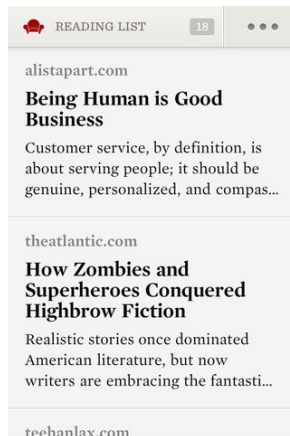 READING LIST 18
alistapart.com
Being Human is Good
Business
Customer service, by definition, is
about serving people; it should be
genuine, personalized, and compas...
theatlantic.com
How Zombies and
Superheroes Conquered
Highbrow Fiction
Realistic stories once dominated
American literature, but now
writers are embracing the fantasti...
teehanlax.com